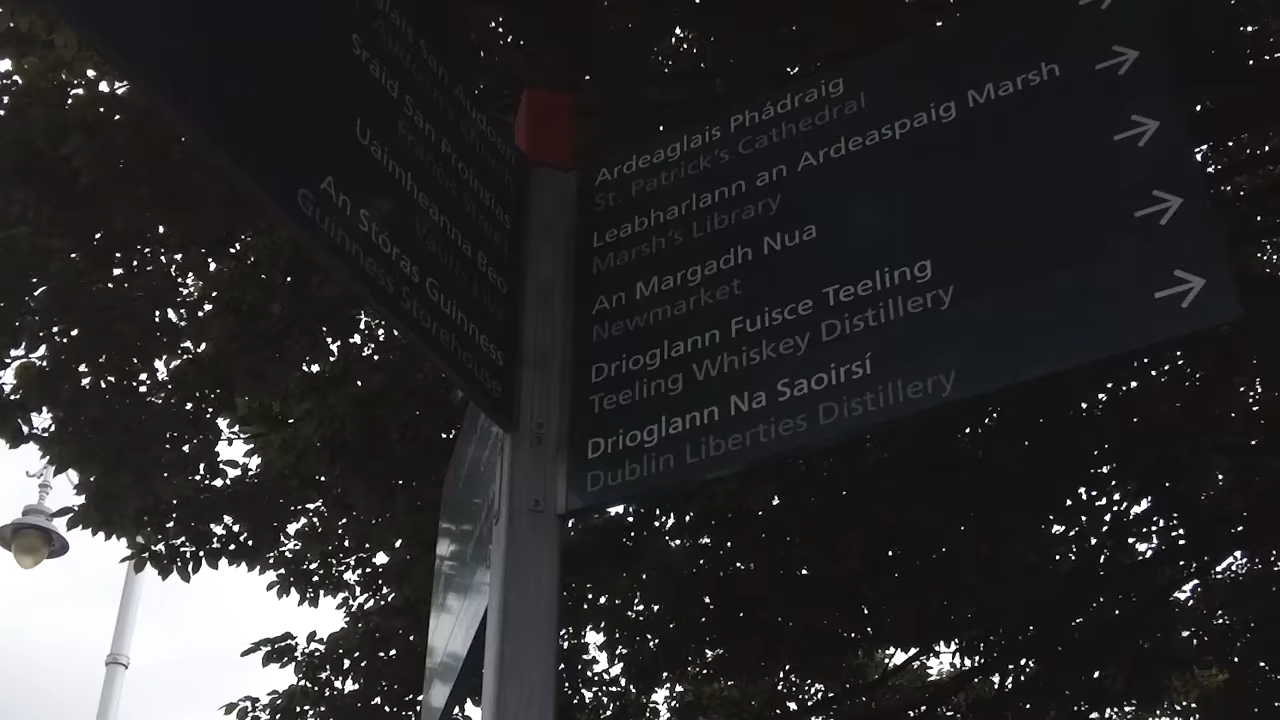 glais San Audoen
Sráid San Proinsias
Francis Street
Uaimheanna Beo
Vaults Live
An Stóras Guinness
Guinness Storehouse
Ardeaglais Phádraig
St. Patrick's Cathedral
Leabharlann an Ardeaspaig Marsh
Marsh's Library
An Margadh Nua
Newmarket
Drioglann Fuisce Teeling
Teeling Whiskey Distillery
Drioglann Na Saoirsí
Dublin Liberties Distillery